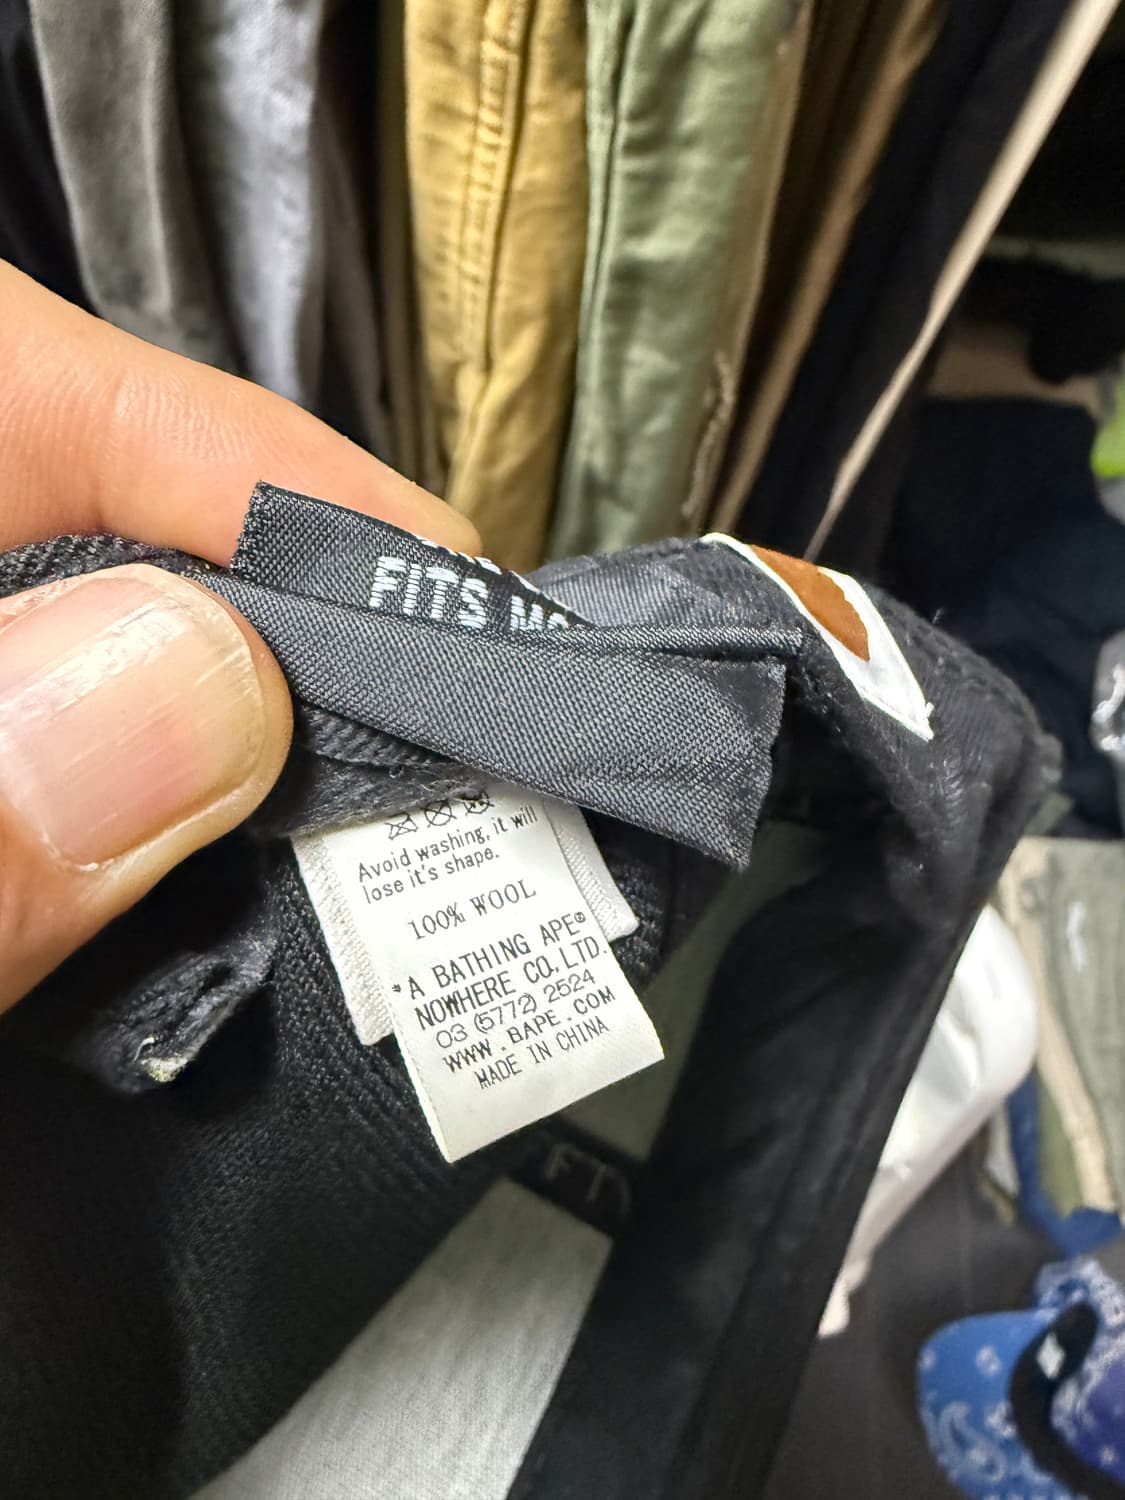 FITS
Avoid washing, it will
lose it's shape.
100% WOOL
*A BATHING APE®
NOWHERE CO, LTD.
03 (5772) 2524
WWW.BAPE.COM
MADE IN CHINA